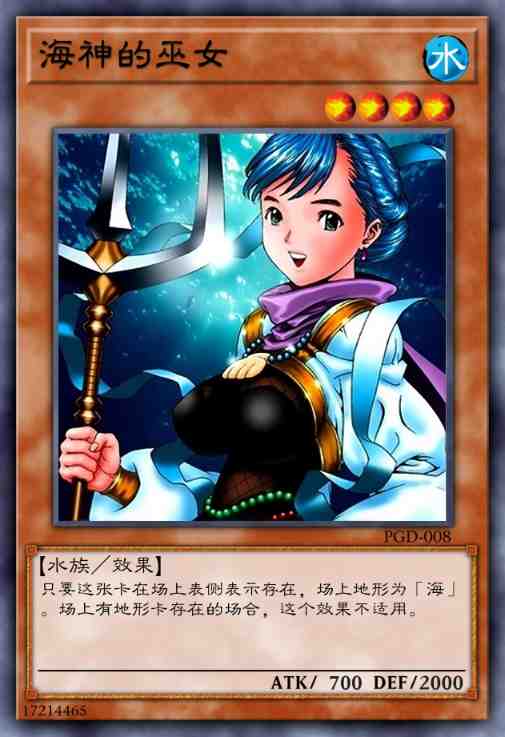 海神的巫女
水
PGD-008
【水族／效果】
只要这张卡在场上表侧表示存在，场上地形为「海」
。场上有地形卡存在的场合，这个效果不适用。
ATK/ 700 DEF/2000
17214465